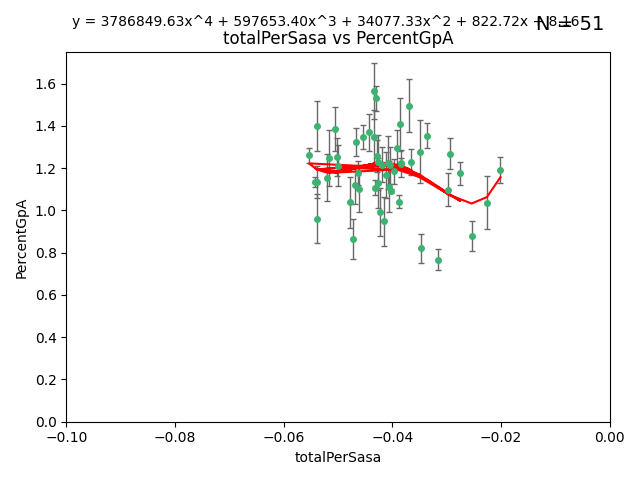 y = 3786849.63x^4 + 597653.40x^3 + 34077.33x^2 + 822.72x + 8.16
N = 51
totalPerSasa vs PercentGpA
PercentGpA
1.6
1.4
1.2
1.0
0.8
0.6
0.4
0.2
0.0
−0.10 −0.08 −0.06 −0.04 −0.02 0.00
totalPerSasa